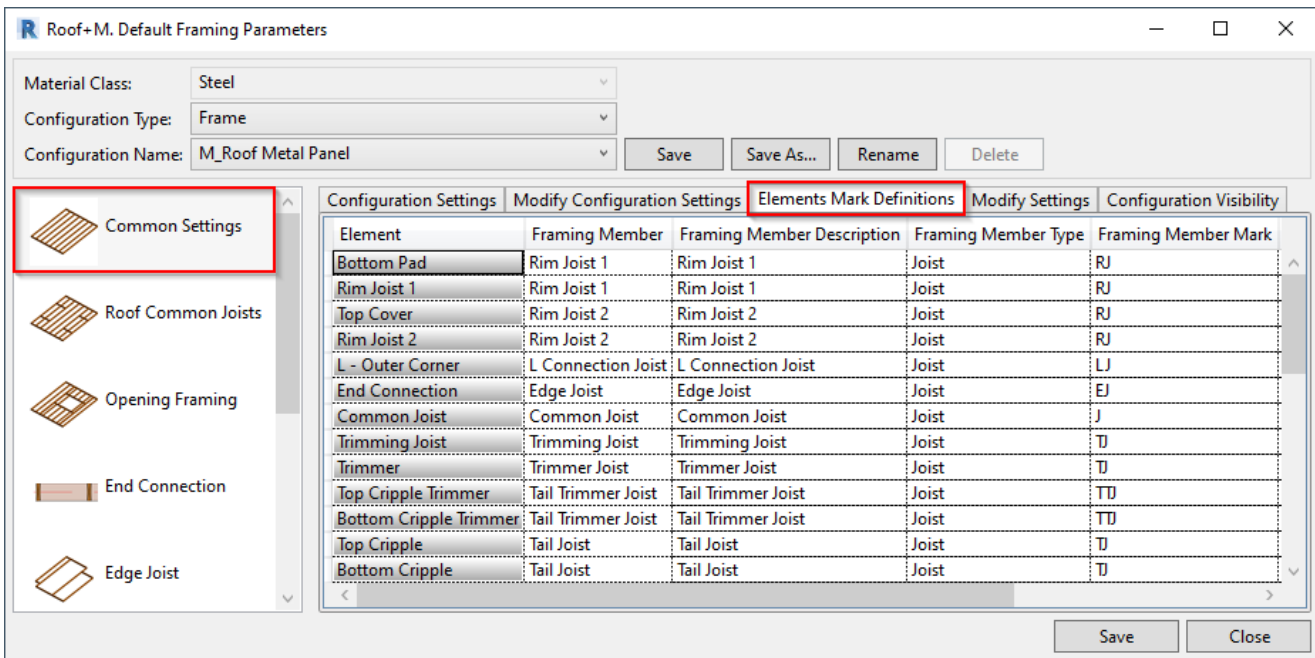 Roof+M. Default Framing Parameters
Material Class: Steel
Configuration Type: Frame
Configuration Name: M_Roof Metal Panel Save Save As... Rename Delete
Common Settings
Roof Common Joists
Opening Framing
End Connection
Edge Joist
Configuration Settings Modify Configuration Settings Elements Mark Definitions Modify Settings Configuration Visibility
Element Framing Member Framing Member Description Framing Member Type Framing Member Mark
Bottom Pad Rim Joist 1 Rim Joist 1 Joist RJ
Rim Joist 1 Rim Joist 1 Rim Joist 1 Joist RJ
Top Cover Rim Joist 2 Rim Joist 2 Joist RJ
Rim Joist 2 Rim Joist 2 Rim Joist 2 Joist RJ
L - Outer Corner L Connection Joist L Connection Joist Joist LJ
End Connection Edge Joist Edge Joist Joist EJ
Common Joist Common Joist Common Joist Joist J
Trimming Joist Trimming Joist Trimming Joist Joist TJ
Trimmer Trimmer Joist Trimmer Joist Joist TJ
Top Cripple Trimmer Tail Trimmer Joist Tail Trimmer Joist Joist TTJ
Bottom Cripple Trimmer Tail Trimmer Joist Tail Trimmer Joist Joist TTJ
Top Cripple Tail Joist Tail Joist Joist TJ
Bottom Cripple Tail Joist Tail Joist Joist TJ
Save Close